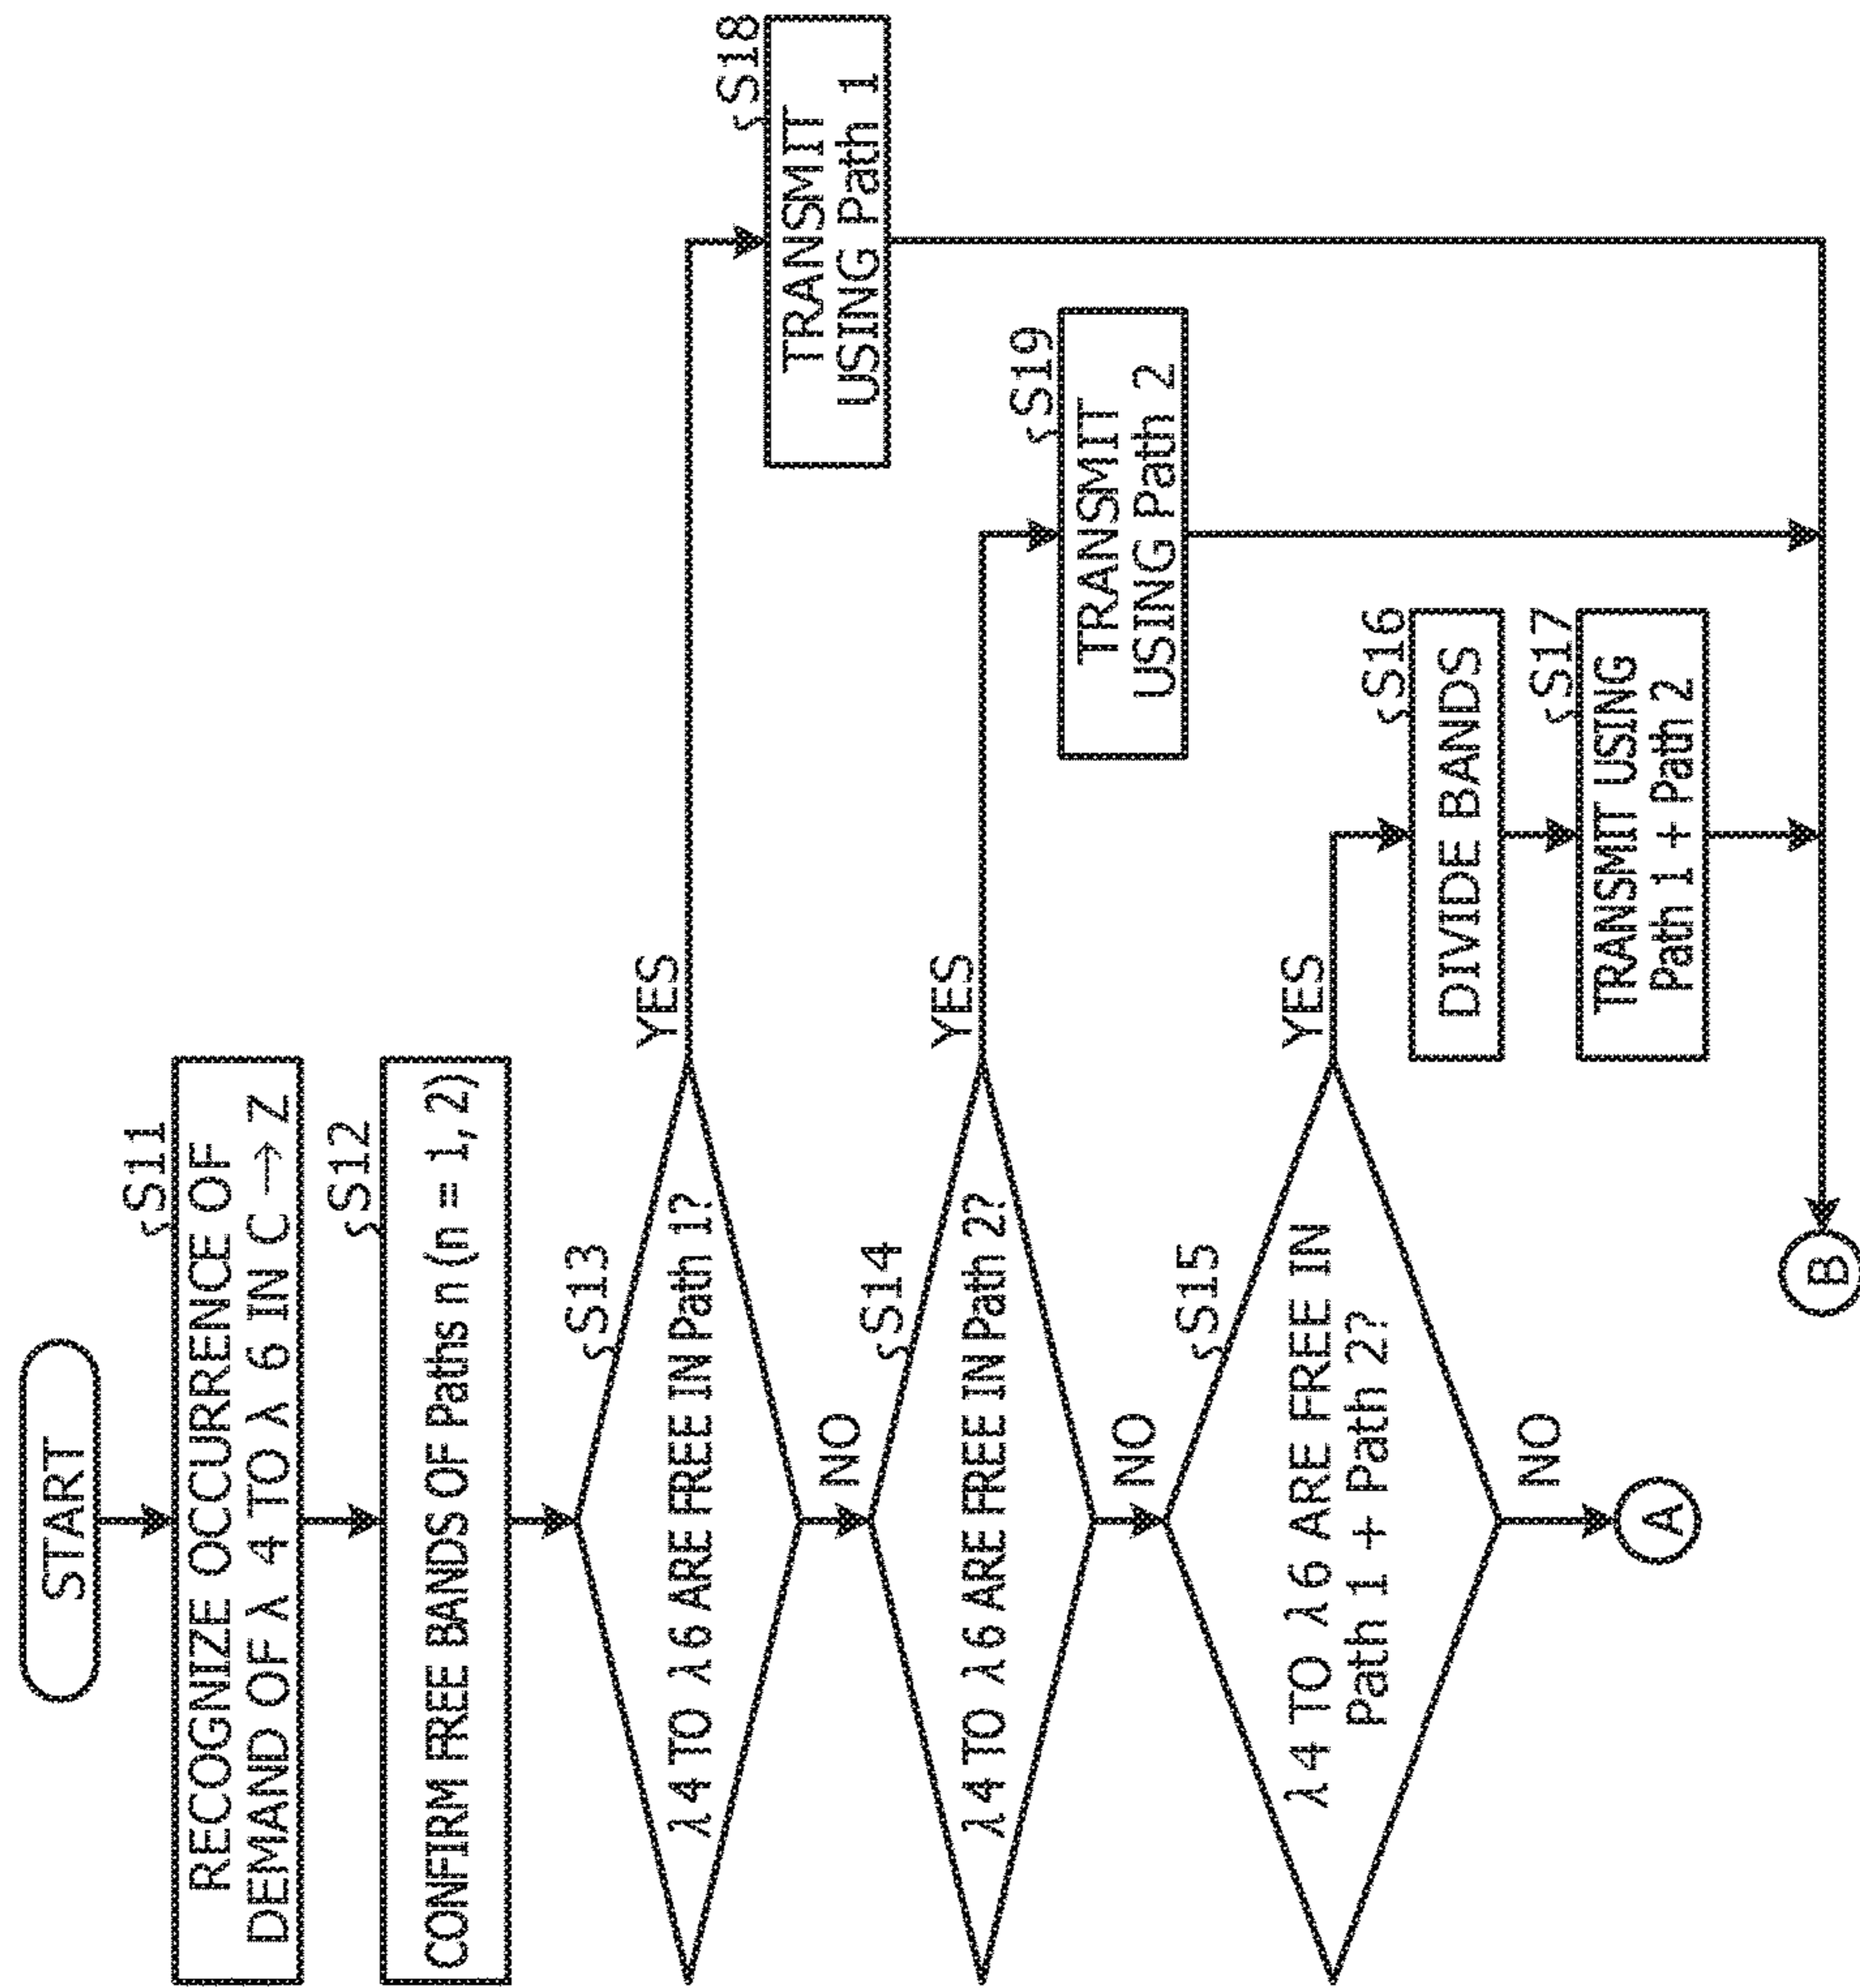 START
S11
RECOGNIZE OCCURRENCE OF
DEMAND OF λ 4 TO λ 6 IN C → Z
S12
CONFIRM FREE BANDS OF Paths n (n = 1, 2)
S13
λ 4 TO λ 6 ARE FREE IN Path 1?
YES
NO
S18
TRANSMIT
USING Path 1
S14
λ 4 TO λ 6 ARE FREE IN Path 2?
YES
NO
S19
TRANSMIT
USING Path 2
S15
λ 4 TO λ 6 ARE FREE IN
Path 1 + Path 2?
YES
NO
S16
DIVIDE BANDS
S17
TRANSMIT USING
Path 1 + Path 2
A
B